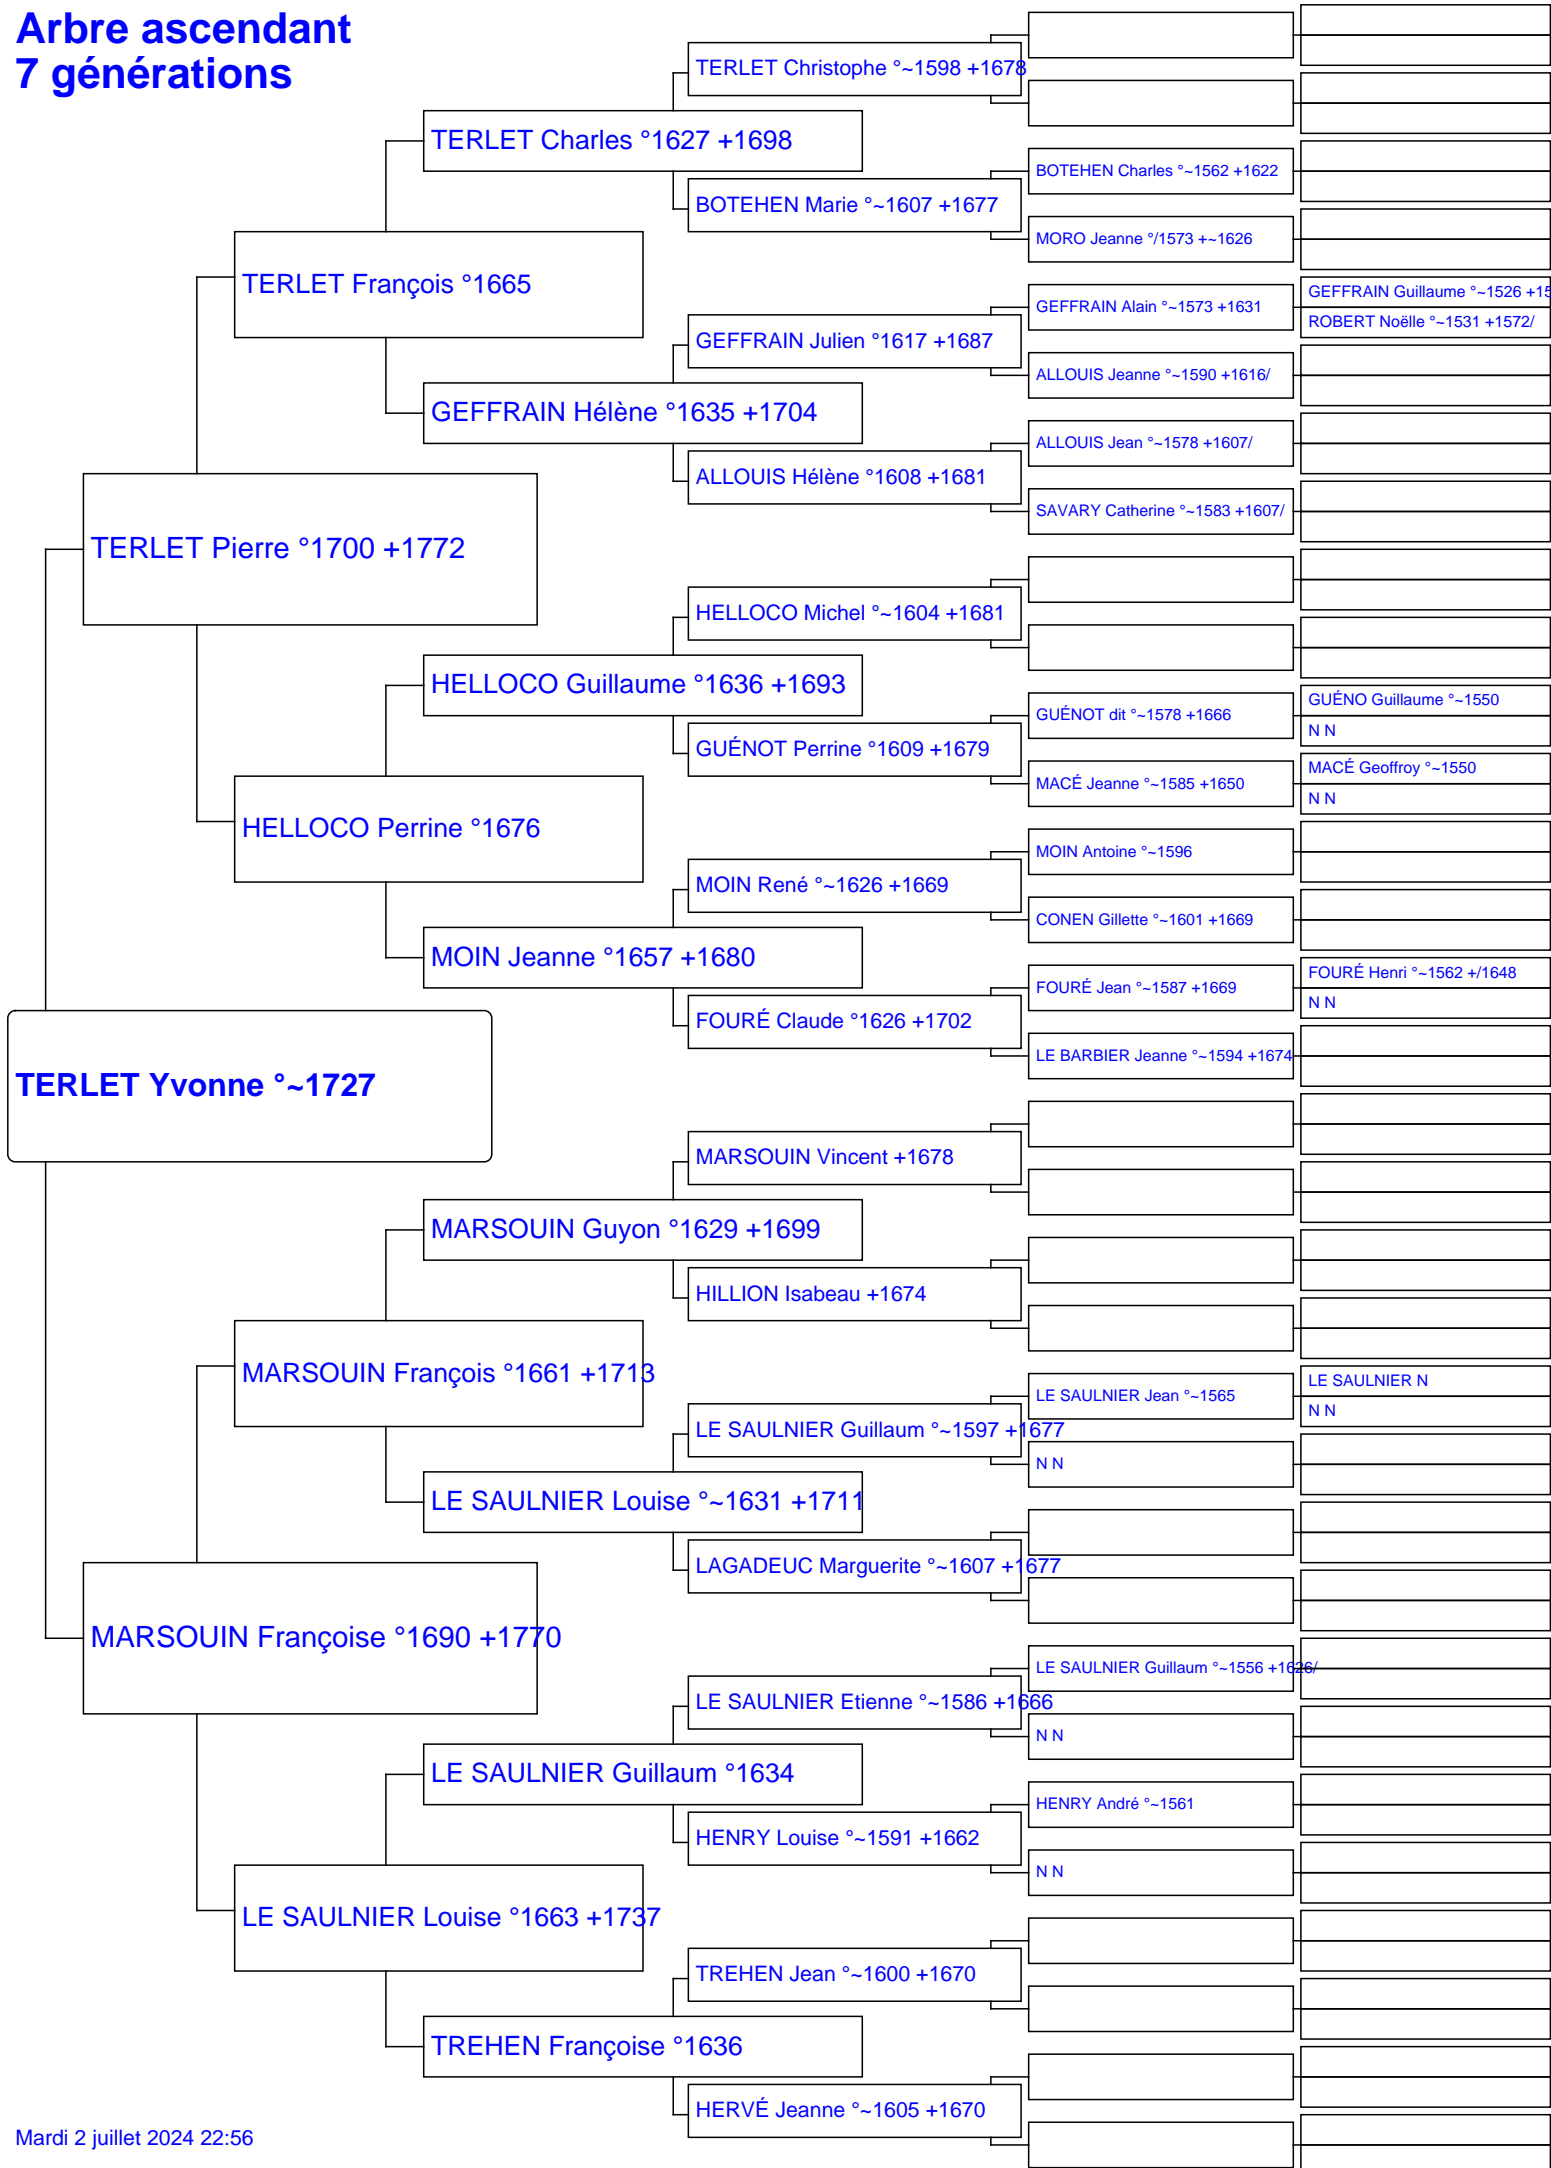 Arbre ascendant
7 générations
TERLET Christophe °~1598 +1678
TERLET Charles °1627 +1698
BOTEHEN Charles °~1562 +1622
BOTEHEN Marie °~1607 +1677
MORO Jeanne °/1573 +~1626
TERLET François °1665
GEFFRAIN Guillaume °~1526 +15
GEFFRAIN Alain °~1573 +1631
ROBERT Noëlle °~1531 +1572/
GEFFRAIN Julien °1617 +1687
ALLOUIS Jeanne °~1590 +1616/
GEFFRAIN Hélène °1635 +1704
ALLOUIS Jean °~1578 +1607/
ALLOUIS Hélène °1608 +1681
SAVARY Catherine °~1583 +1607/
TERLET Pierre °1700 +1772
HELLOCO Michel °~1604 +1681
HELLOCO Guillaume °1636 +1693
GUÉNO Guillaume °~1550
GUÉNOT dit °~1578 +1666
N N
GUÉNOT Perrine °1609 +1679
MACÉ Geoffroy °~1550
MACÉ Jeanne °~1585 +1650
N N
HELLOCO Perrine °1676
MOIN Antoine °~1596
MOIN René °~1626 +1669
CONEN Gillette °~1601 +1669
MOIN Jeanne °1657 +1680
FOURÉ Henri °~1562 +/1648
FOURÉ Jean °~1587 +1669
N N
FOURÉ Claude °1626 +1702
LE BARBIER Jeanne °~1594 +1674
TERLET Yvonne °~1727
MARSOUIN Vincent +1678
MARSOUIN Guyon °1629 +1699
HILLION Isabeau +1674
MARSOUIN François °1661 +1713
LE SAULNIER N
LE SAULNIER Jean °~1565
N N
LE SAULNIER Guillaum °~1597 +1677
N N
LE SAULNIER Louise °~1631 +1711
LAGADEUC Marguerite °~1607 +1677
MARSOUIN Françoise °1690 +1770
LE SAULNIER Guillaum °~1556 +1626/
LE SAULNIER Etienne °~1586 +1666
N N
LE SAULNIER Guillaum °1634
HENRY André °~1561
HENRY Louise °~1591 +1662
N N
LE SAULNIER Louise °1663 +1737
TREHEN Jean °~1600 +1670
TREHEN Françoise °1636
HERVÉ Jeanne °~1605 +1670
Mardi 2 juillet 2024 22:56